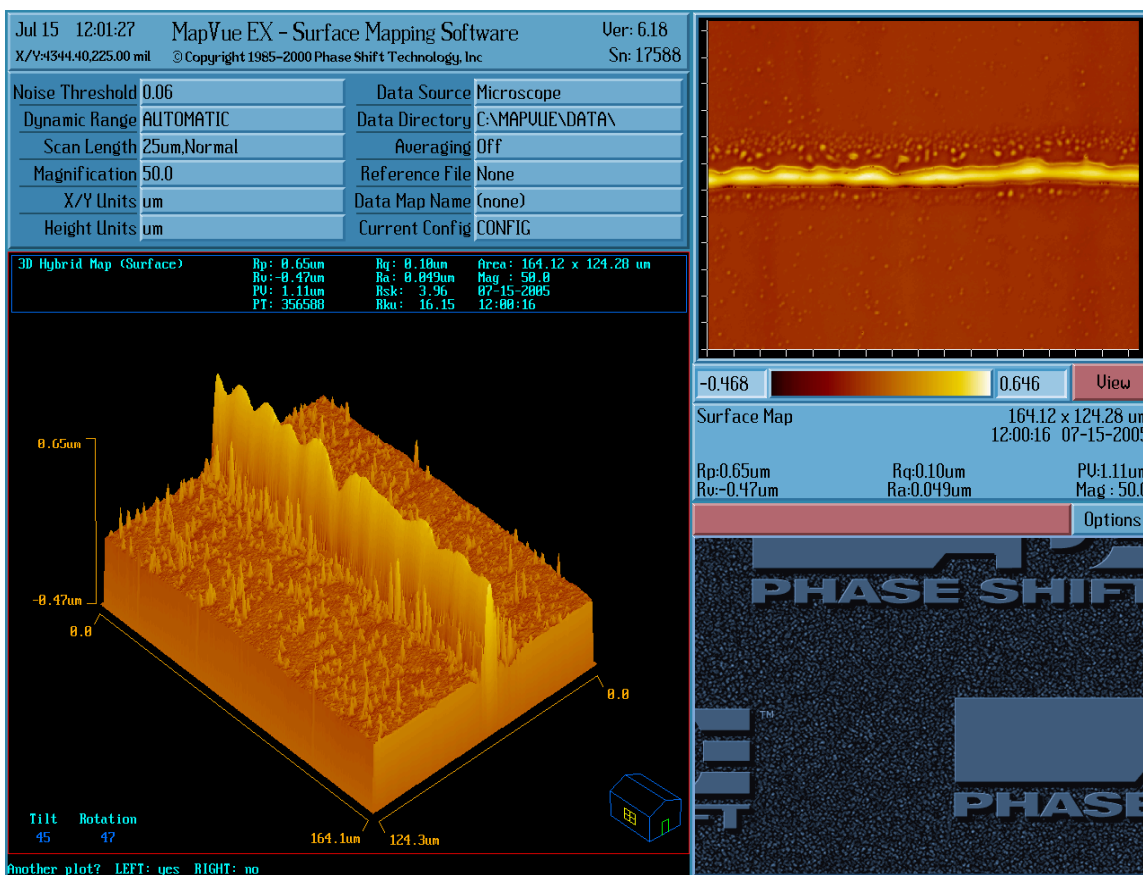 Jul 15 12:01:27 MapVue EX - Surface Mapping Software Ver: 6.18
X/Y:4344.40,225.00 mil © Copyright 1985-2000 Phase Shift Technology, Inc Sn: 17588
Noise Threshold 0.06 Data Source Microscope
Dynamic Range AUTOMATIC Data Directory C:\MAPVUE\DATA\
Scan Length 25um,Normal Averaging Off
Magnification 50.0 Reference File None
X/Y Units um Data Map Name (none)
Height Units um Current Config CONFIG
3D Hybrid Map (Surface) Rp: 0.65um Rq: 0.10um Area: 164.12 x 124.28 um
Rv:-0.47um Ra: 0.049um Mag : 50.0
PV: 1.11um Rsk: 3.96 07-15-2005
PT: 356588 Rku: 16.15 12:00:16
0.65um
-0.47um
0.0
0.0
164.1um 124.3um
Tilt Rotation
45 47
Another plot? LEFT: yes RIGHT: no
-0.468 0.646 View
Surface Map 164.12 x 124.28 um
12:00:16 07-15-2005
Rp:0.65um Rq:0.10um PV:1.11um
Rv:-0.47um Ra:0.049um Mag : 50.0
Options
PHASE SHIFT
TM
PHASE